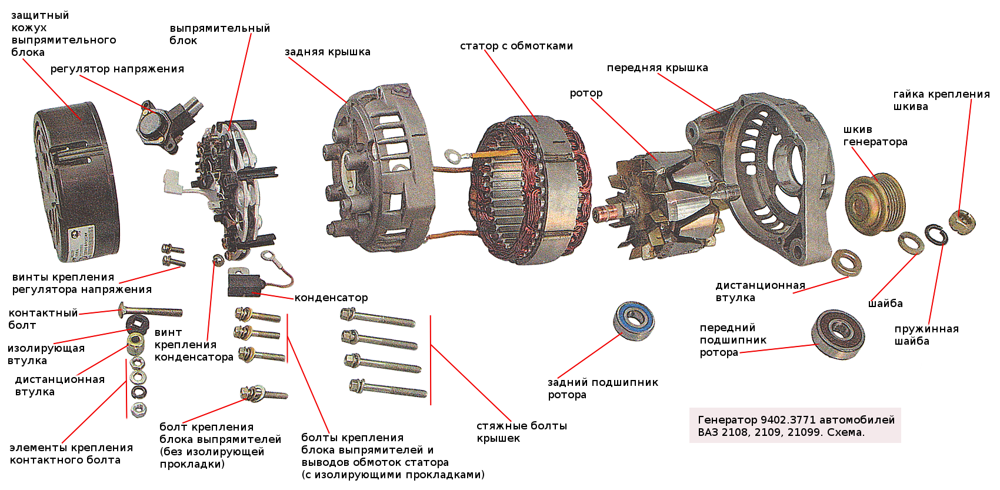 защитный
кожух
выпрямительного
блока
регулятор напряжения
выпрямительный
блок
задняя крышка
статор с обмотками
передняя крышка
ротор
гайка крепления
шкива
шкив
генератора
винты крепления
регулятора напряжения
контактный
болт
изолирующая
втулка
дистанционная
втулка
элементы крепления
контактного болта
винт
крепления
конденсатора
конденсатор
болт крепления
блока выпрямителей
(без изолирующей
прокладки)
болты крепления
блока выпрямителей и
выводов обмоток статора
(с изолирующими прокладками)
стяжные болты
крышек
задний подшипник
ротора
дистанционная
втулка
шайба
пружинная
шайба
передний
подшипник
ротора
Генератор 9402.3771 автомобилей
ВАЗ 2108, 2109, 21099. Схема.